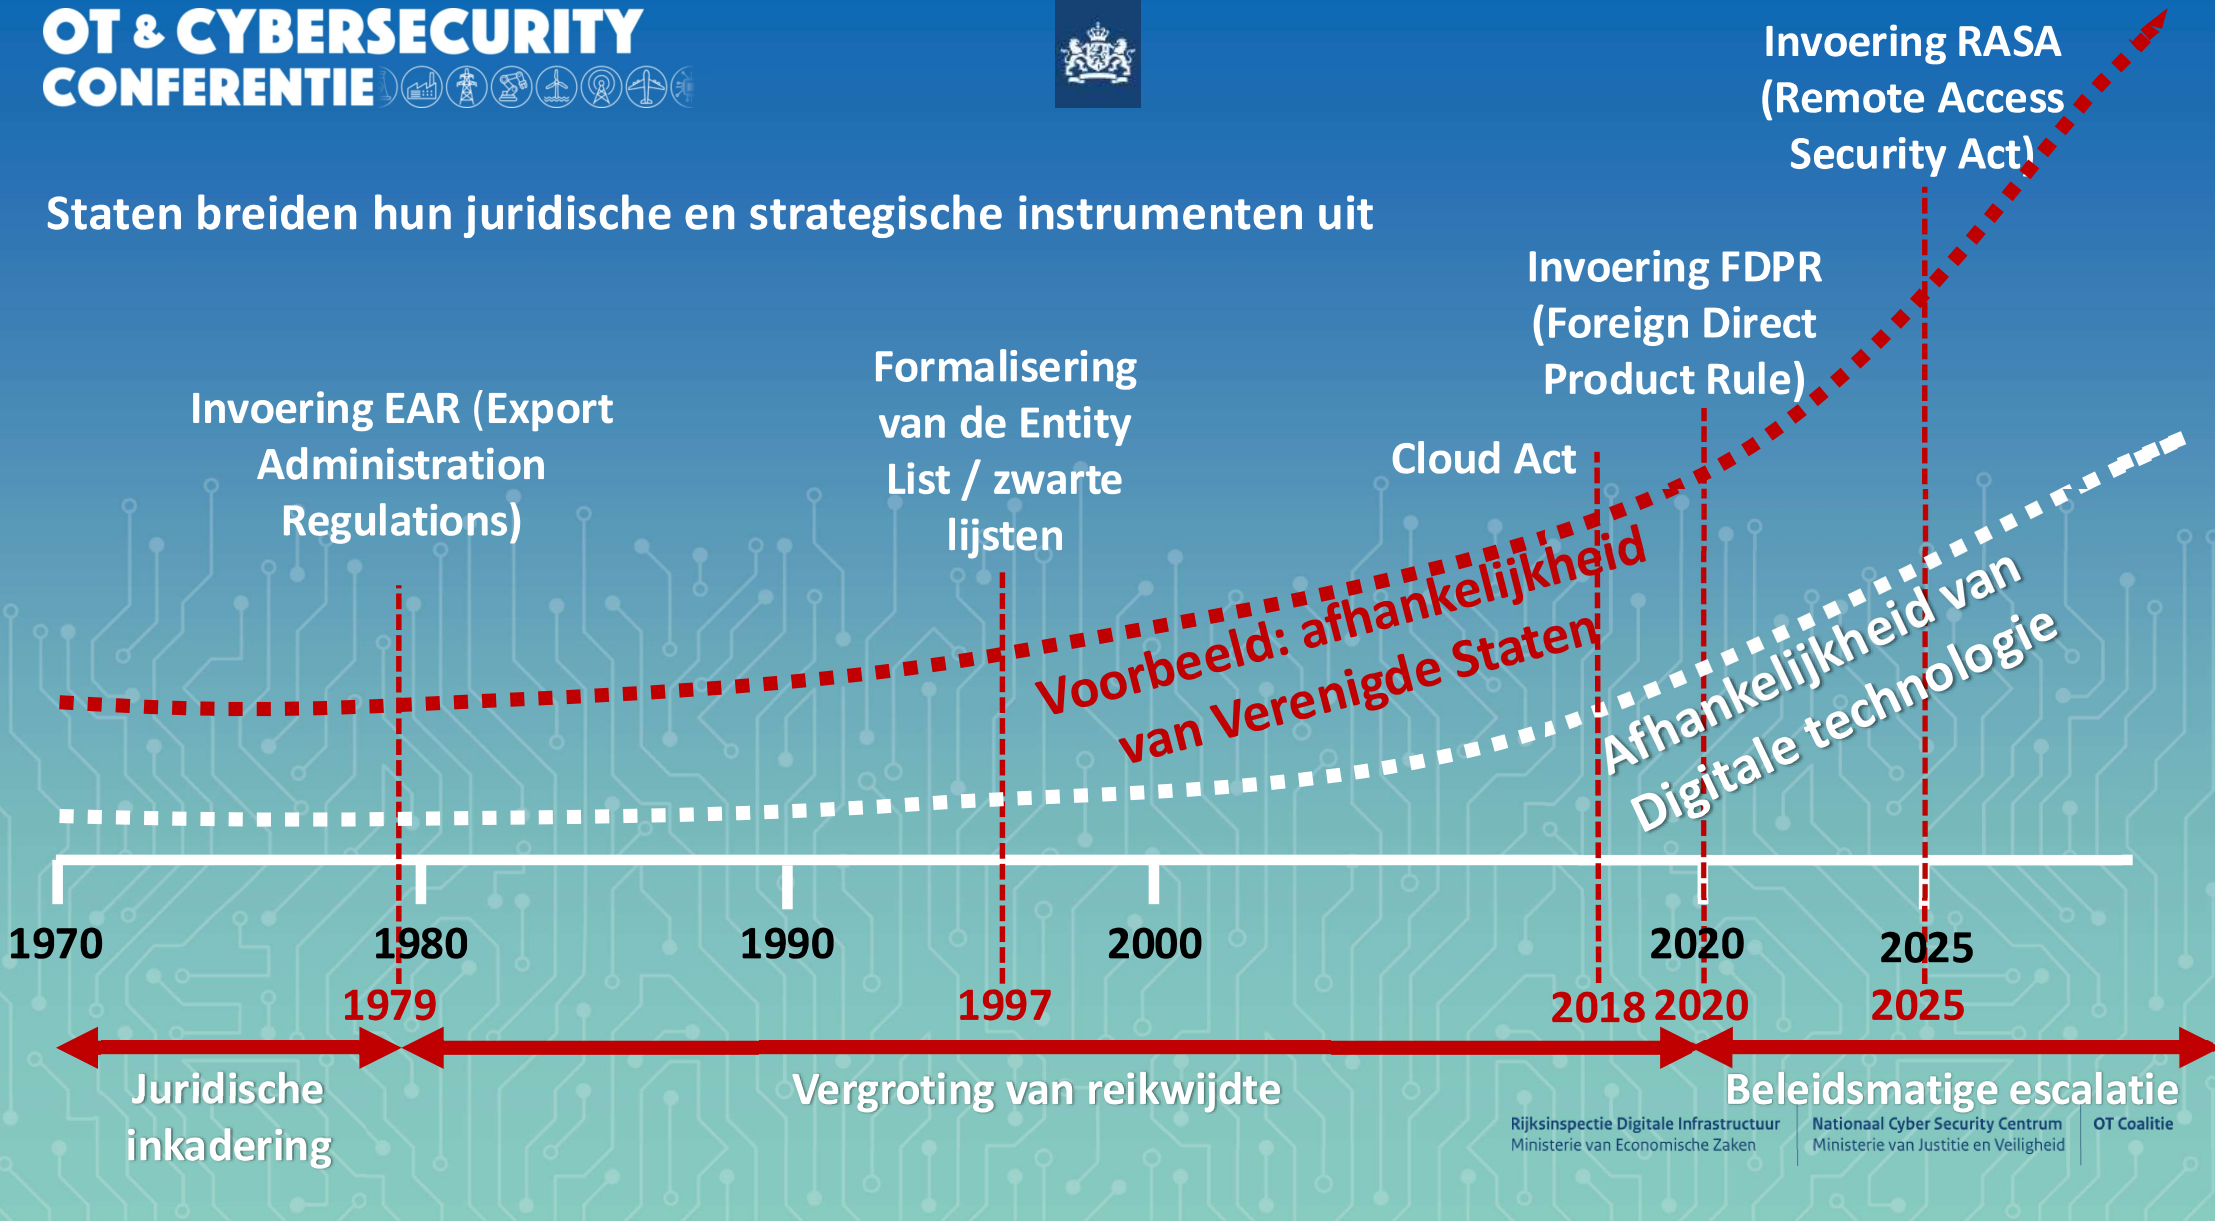 OT & CYBERSECURITY
CONFERENTIE
Staten breiden hun juridische en strategische instrumenten uit
Invoering EAR (Export
Administration
Regulations)
Formalisering
van de Entity
List / zwarte
lijsten
Cloud Act
Invoering FDPR
(Foreign Direct
Product Rule)
Invoering RASA
(Remote Access
Security Act)
Voorbeeld: afhankelijkheid
van Verenigde Staten
Afhankelijkheid van
Digitale technologie
1970
1980
1990
2000
2020
2025
1979
1997
2018
2020
2025
Juridische
inkadering
Vergroting van reikwijdte
Beleidsmatige escalatie
Rijksinspectie Digitale Infrastructuur
Ministerie van Economische Zaken
Nationaal Cyber Security Centrum
Ministerie van Justitie en Veiligheid
OT Coalitie